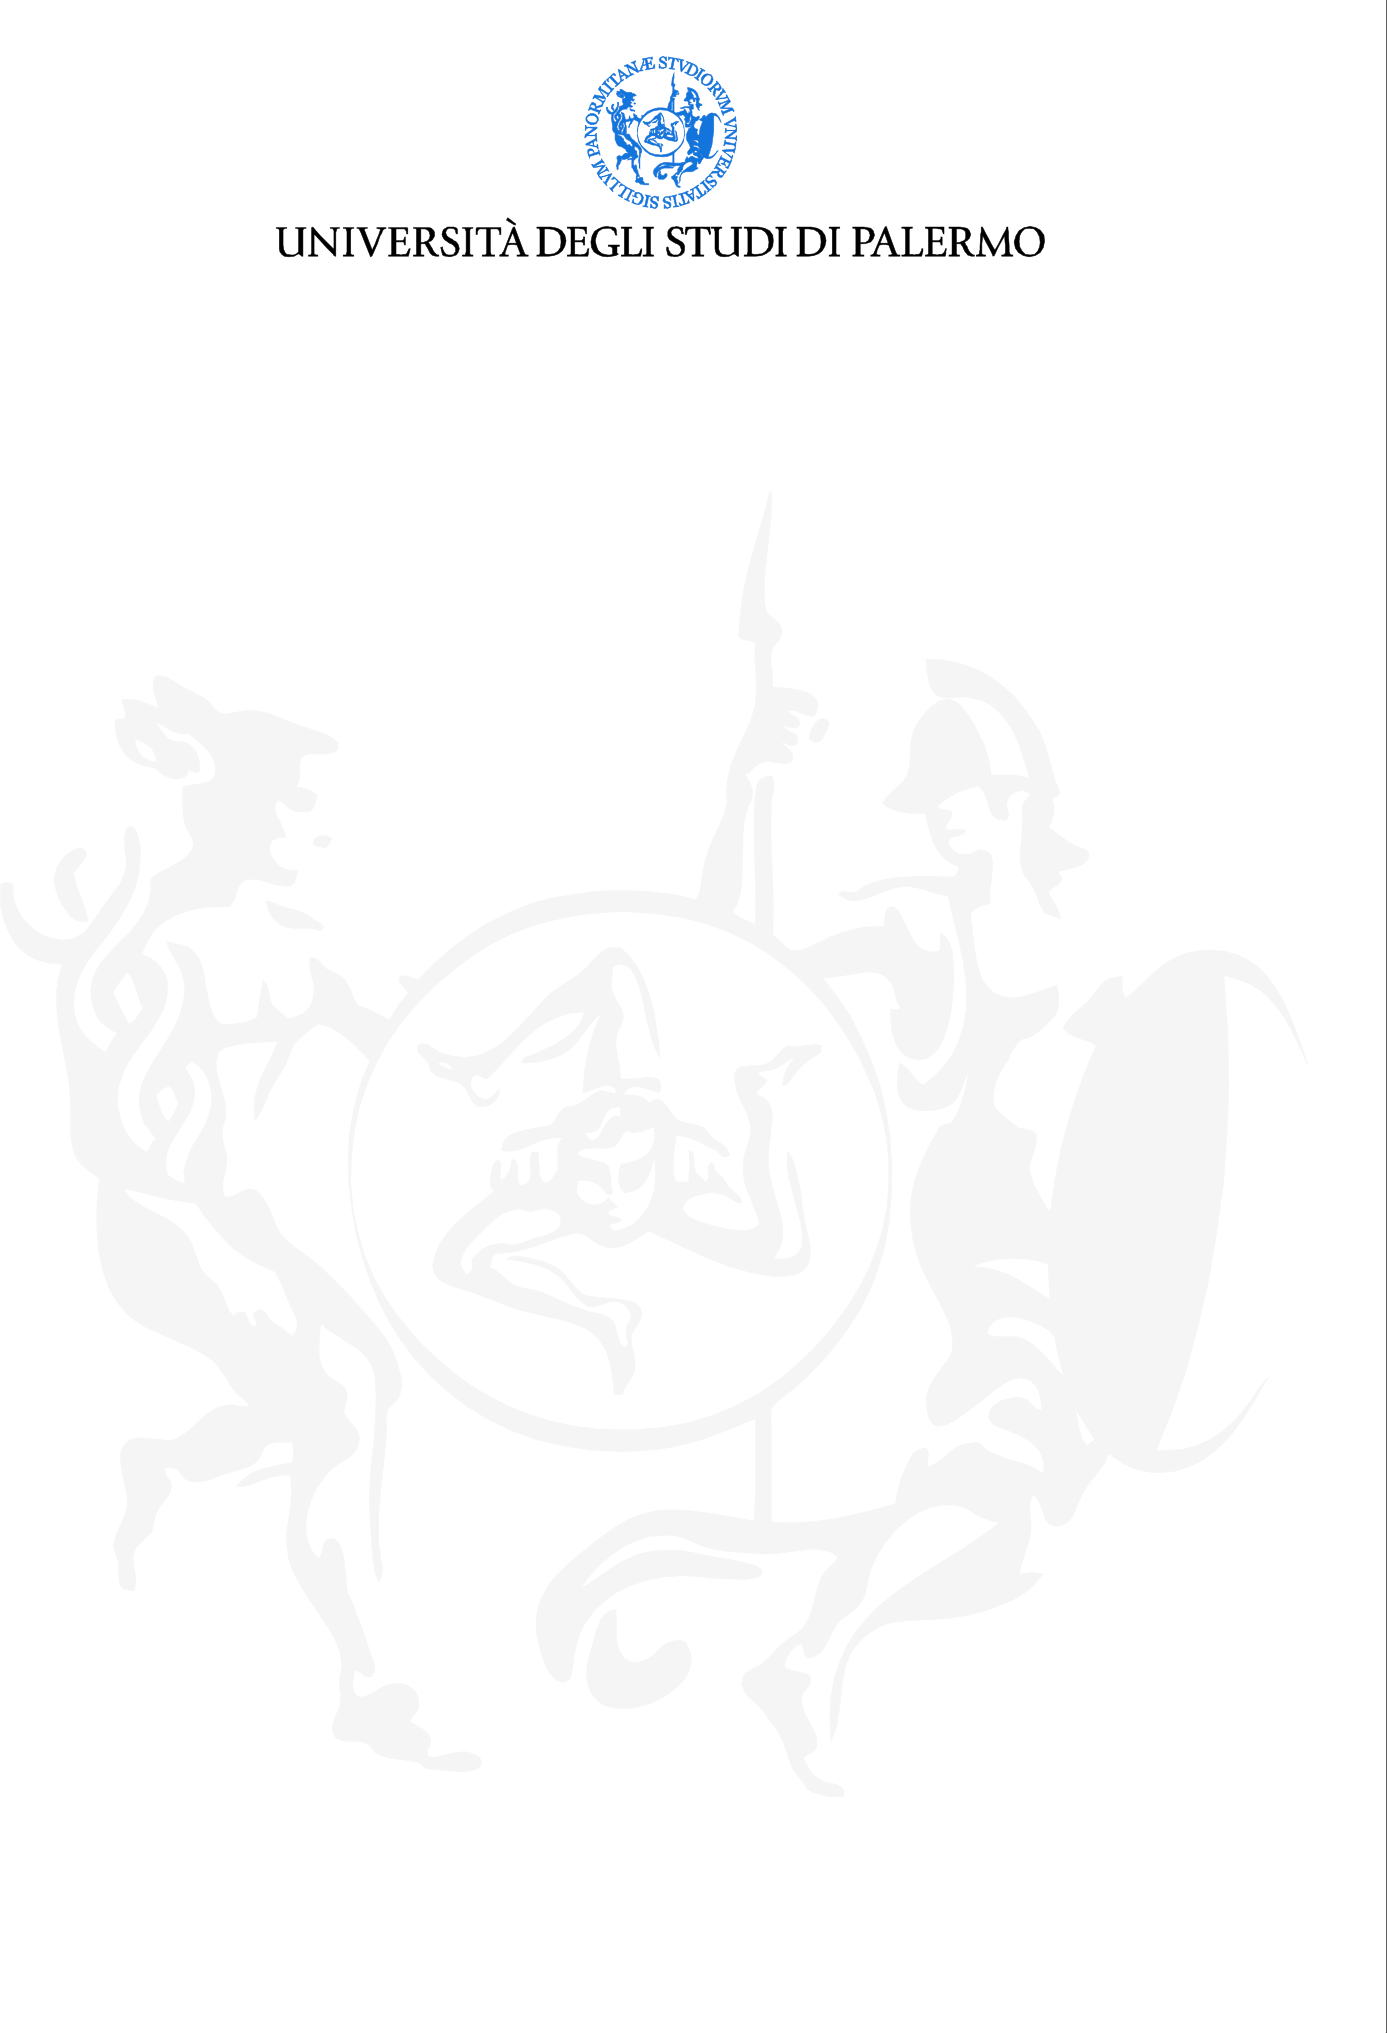 SIGILLVM PANORMITANÆ STVDIORVM VNIVERSITATIS
UNIVERSITÀ DEGLI STUDI DI PALERMO